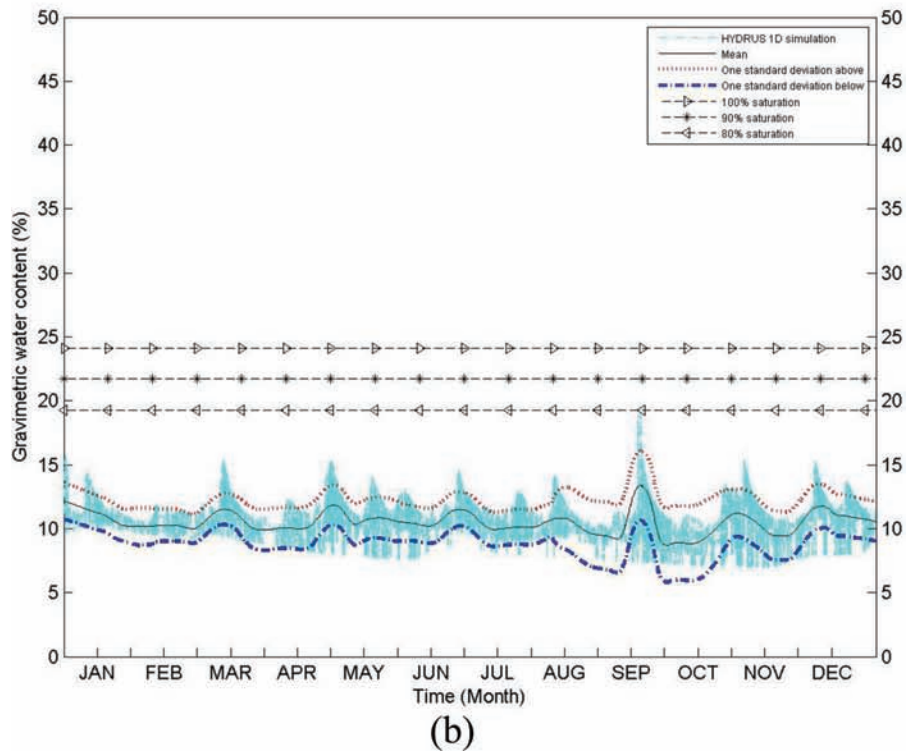 50
45
40
35
30
25
20
15
10
5
0
Gravimetric water content (%)
HYDRUS 1D simulation
Mean
One standard deviation above
One standard deviation below
100% saturation
90% saturation
80% saturation
50
45
40
35
30
25
20
15
10
5
0
JAN FEB MAR APR MAY JUN JUL AUG SEP OCT NOV DEC
Time (Month)
(b)